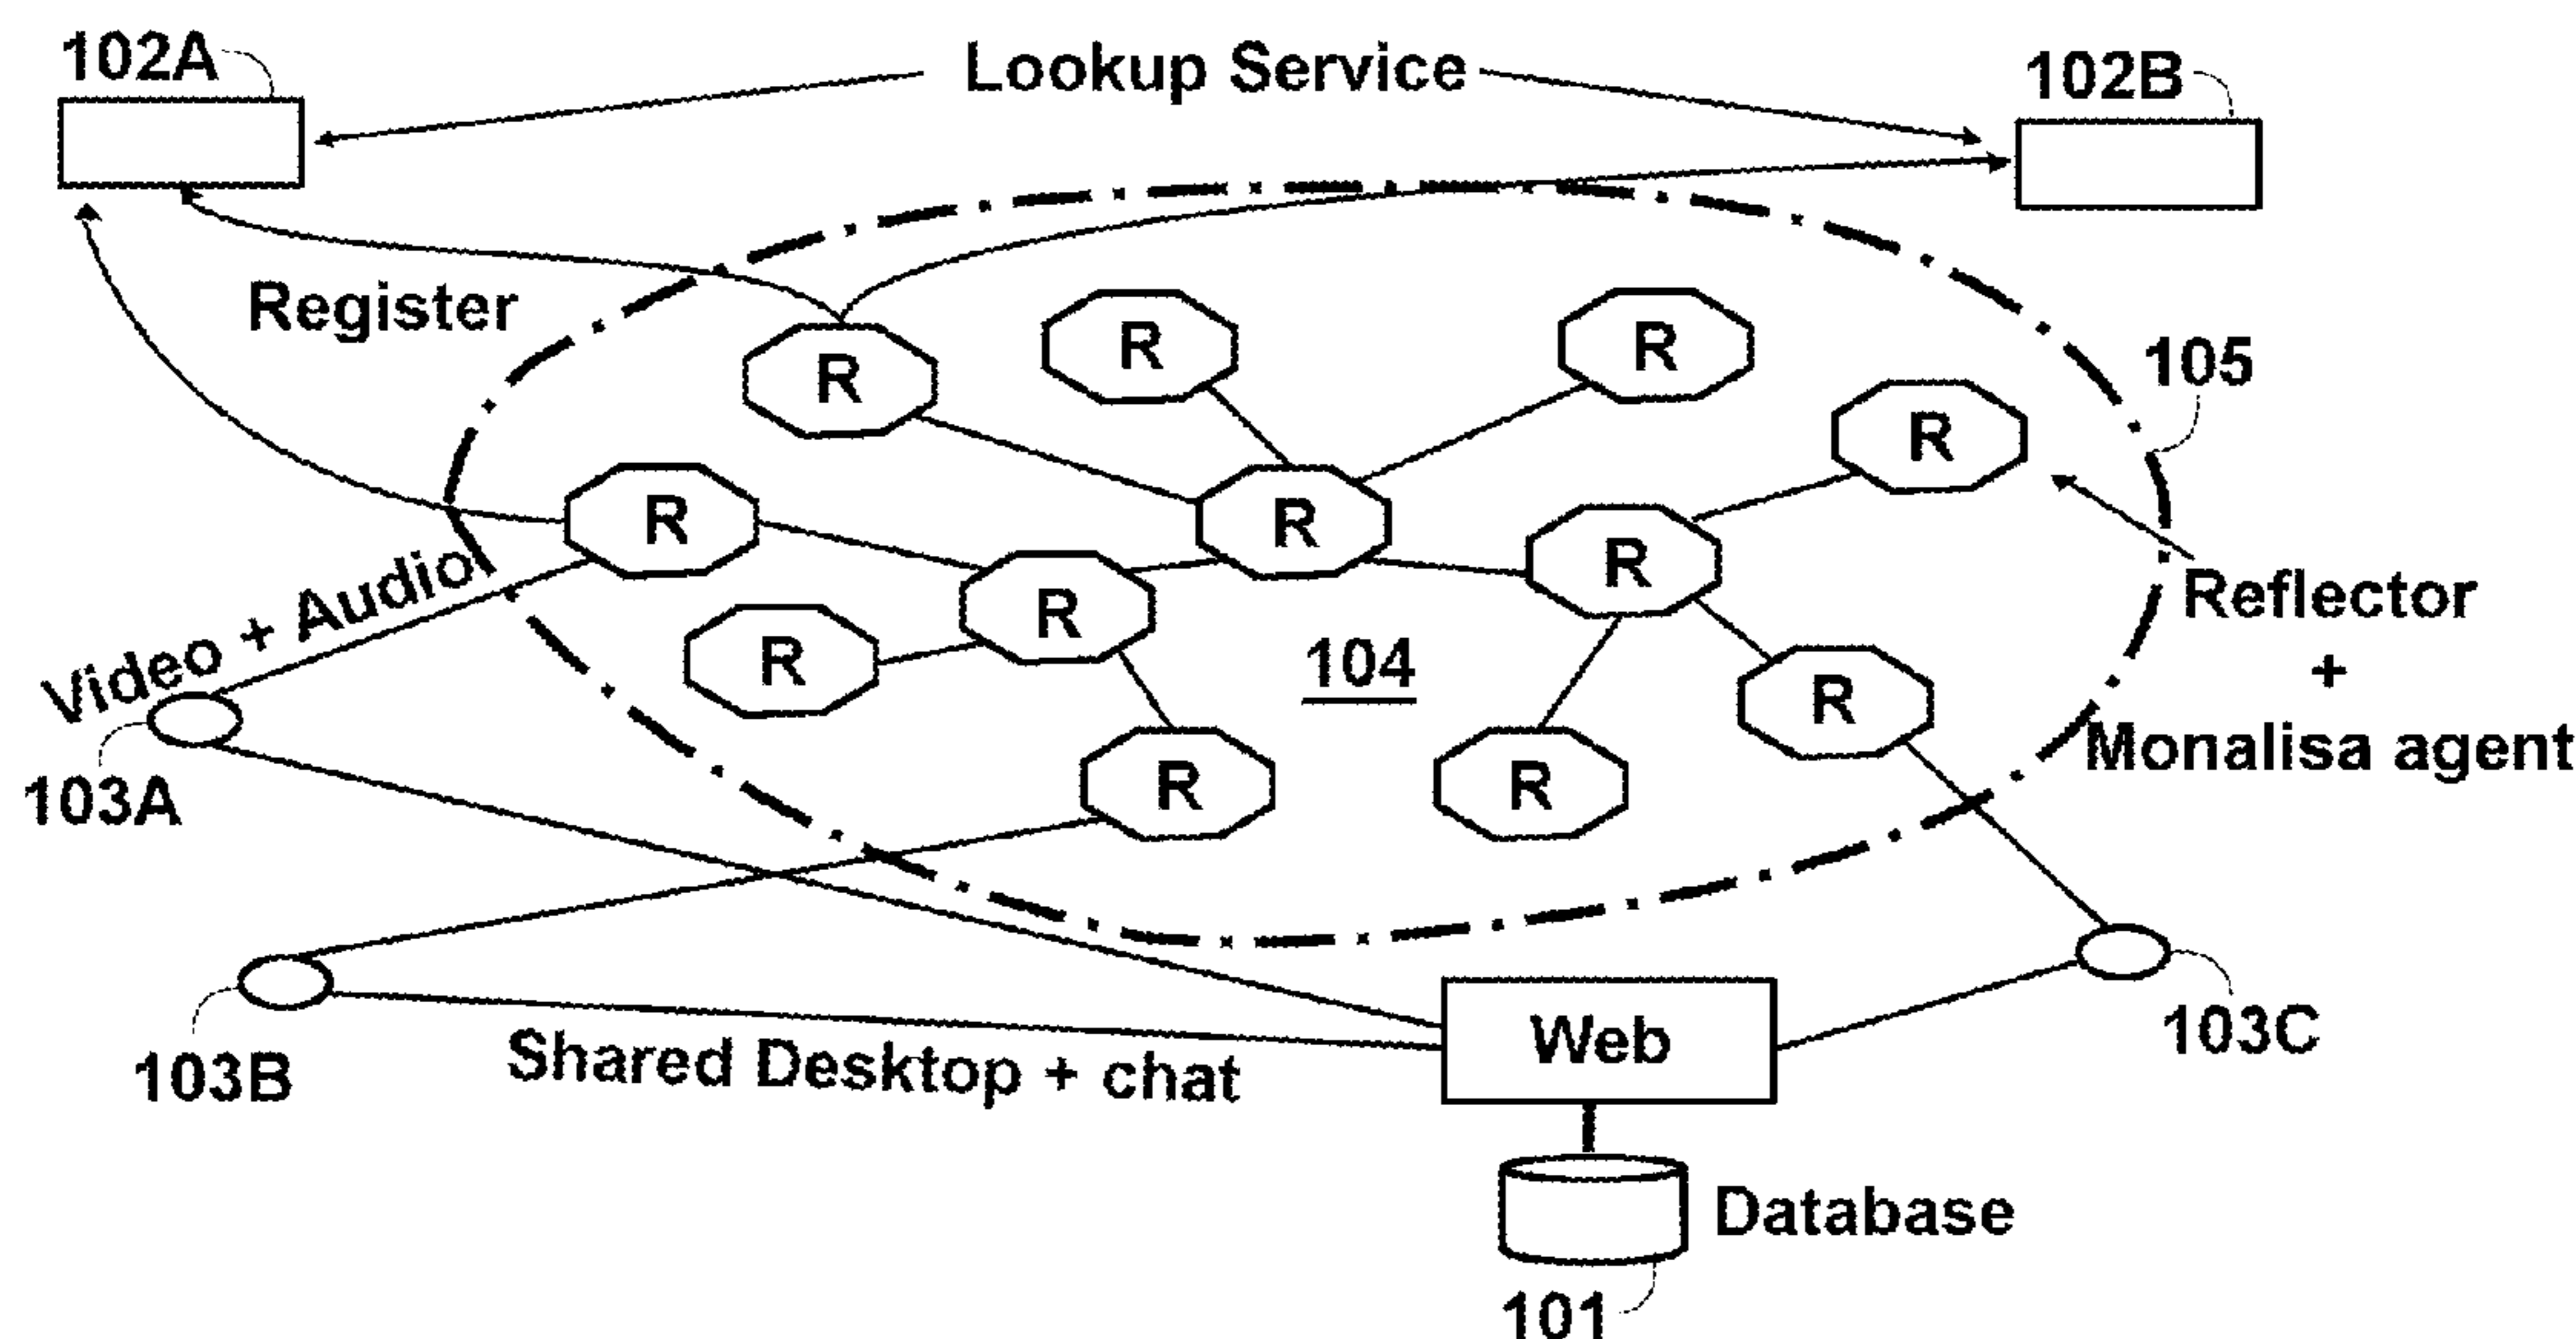 102A
Lookup Service
102B
Register
R
R
R
105
R
R
R
R
R
Video + Audio
Reflector
+
Monalisa agent
R
R
104
R
R
R
103A
103B
Shared Desktop + chat
Web
103C
Database
101